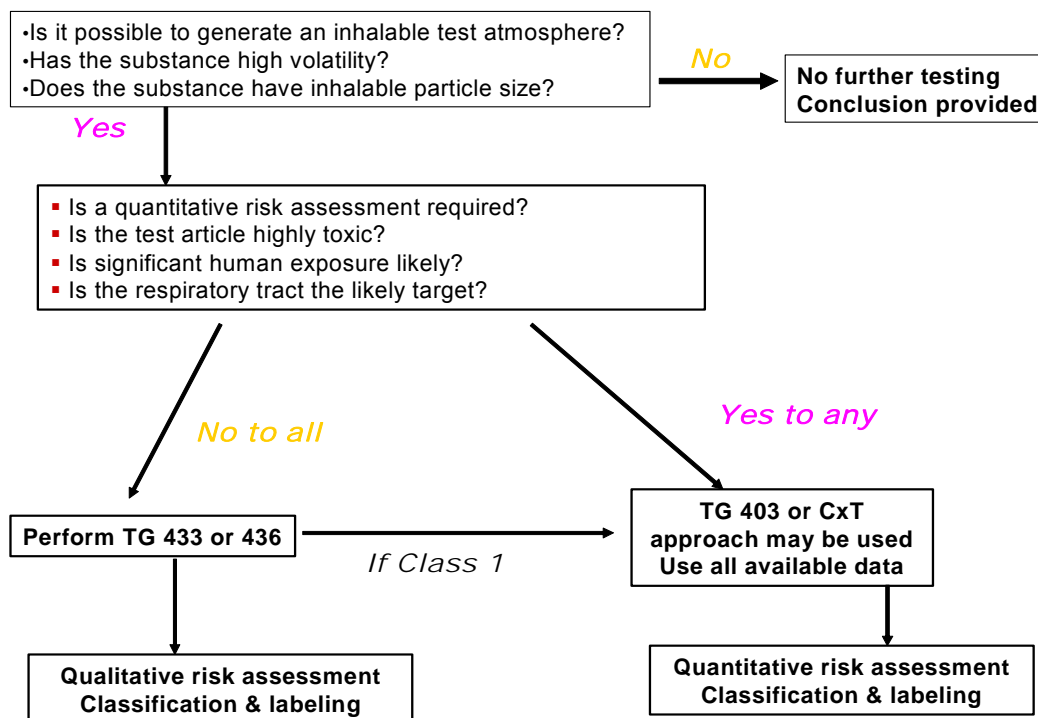 •Is it possible to generate an inhalable test atmosphere?
•Has the substance high volatility?
•Does the substance have inhalable particle size?
No
No further testing
Conclusion provided
Yes
▪ Is a quantitative risk assessment required?
▪ Is the test article highly toxic?
▪ Is significant human exposure likely?
▪ Is the respiratory tract the likely target?
No to all
Yes to any
Perform TG 433 or 436
If Class 1
TG 403 or CxT
approach may be used
Use all available data
Qualitative risk assessment
Classification & labeling
Quantitative risk assessment
Classification & labeling